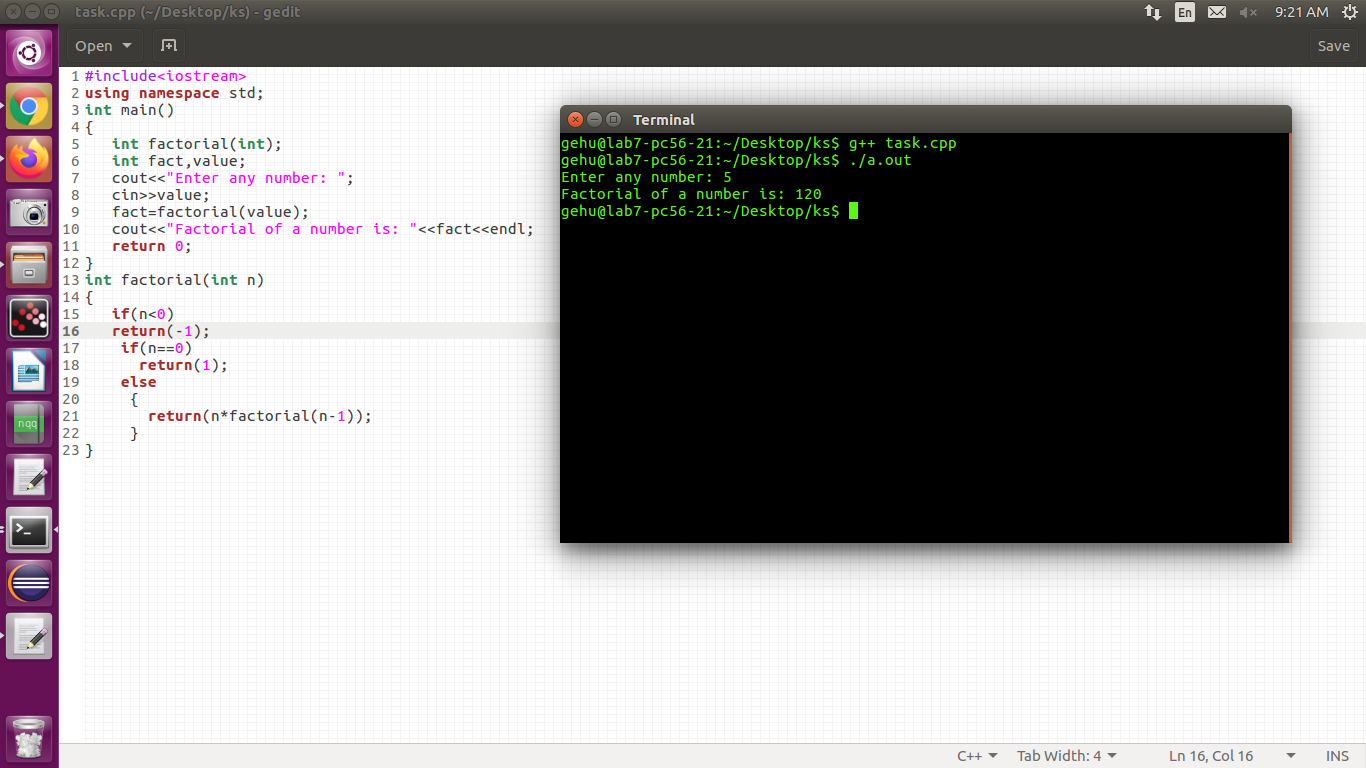 task.cpp (~/Desktop/ks) - gedit
En
9:21 AM
Open
Save
1 #include<iostream>
2 using namespace std;
3 int main()
4 {
5    int factorial(int);
6    int fact,value;
7    cout<<"Enter any number: ";
8    cin>>value;
9    fact=factorial(value);
10    cout<<"Factorial of a number is: "<<fact<<endl;
11    return 0;
12 }
13 int factorial(int n)
14 {
15    if(n<0)
16    return(-1);
17     if(n==0)
18       return(1);
19     else
20      {
21        return(n*factorial(n-1));
22      }
23 }
Terminal
gehu@lab7-pc56-21:~/Desktop/ks$ g++ task.cpp
gehu@lab7-pc56-21:~/Desktop/ks$ ./a.out
Enter any number: 5
Factorial of a number is: 120
gehu@lab7-pc56-21:~/Desktop/ks$
nqq
>_
C++
Tab Width: 4
Ln 16, Col 16
INS